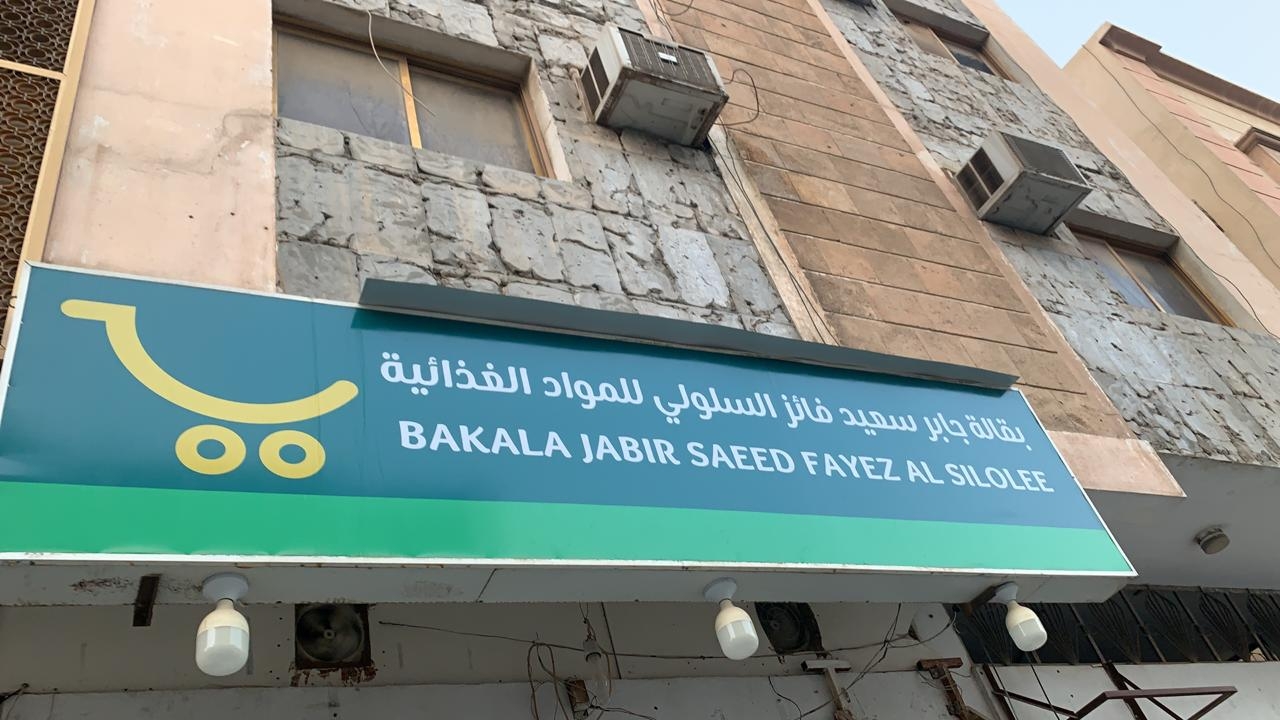 بقالة جابر سعيد فائز السلولي للمواد الغذائية
BAKALA JABIR SAEED FAYEZ AL SILOLEE